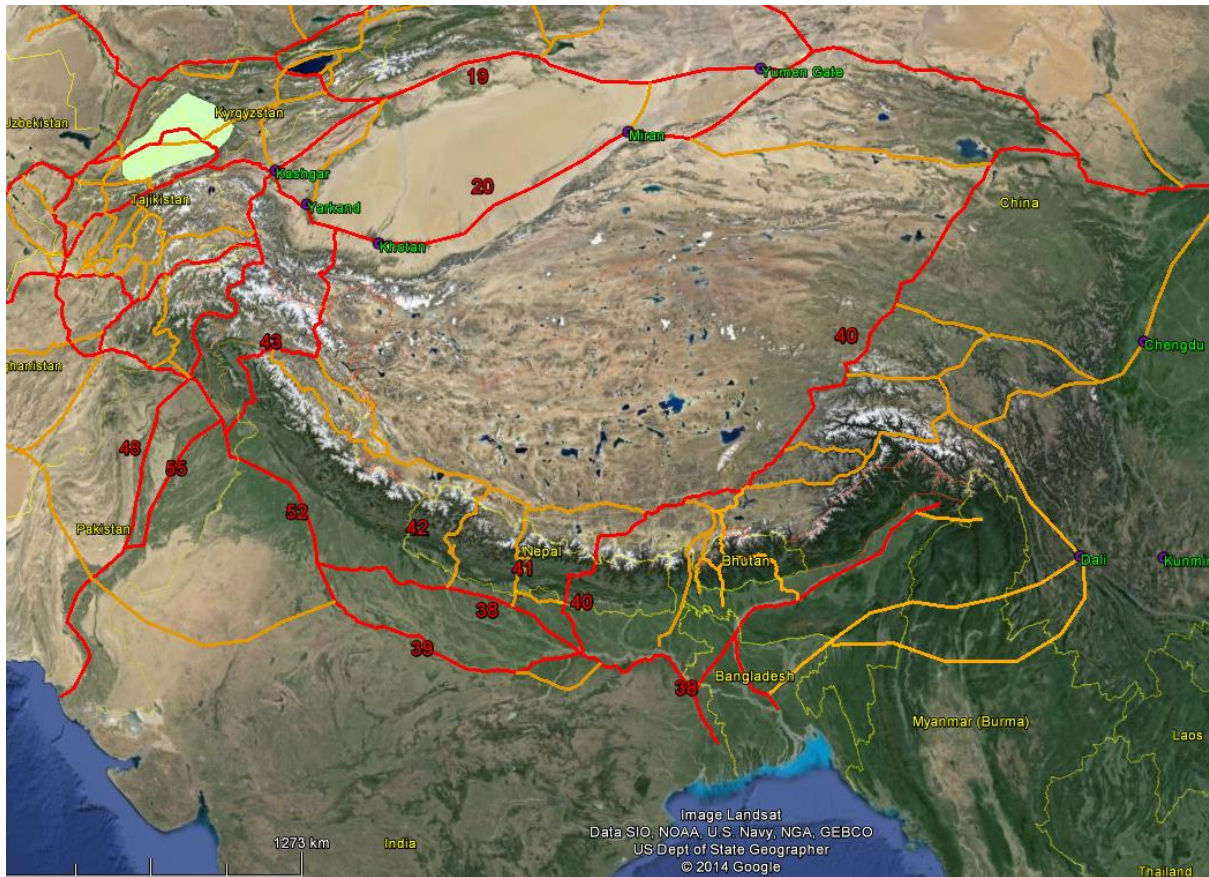 19
Yumen Gate
Kyrgyzstan
Uzbekistan
Miran
Kashgar
20
Tajikistan
Yarkand
China
Khotan
40
43
Chengdu
ghanistan
48
55
52
42
Pakistan
Nepal
Dali
Kunmin
Bhutan
41
40
38
39
Bangladesh
38
Myanmar (Burma)
Laos
Image Landsat
Data SIO, NOAA, U.S. Navy, NGA, GEBCO
US Dept of State Geographer
© 2014 Google
1273 km
India
Thailand